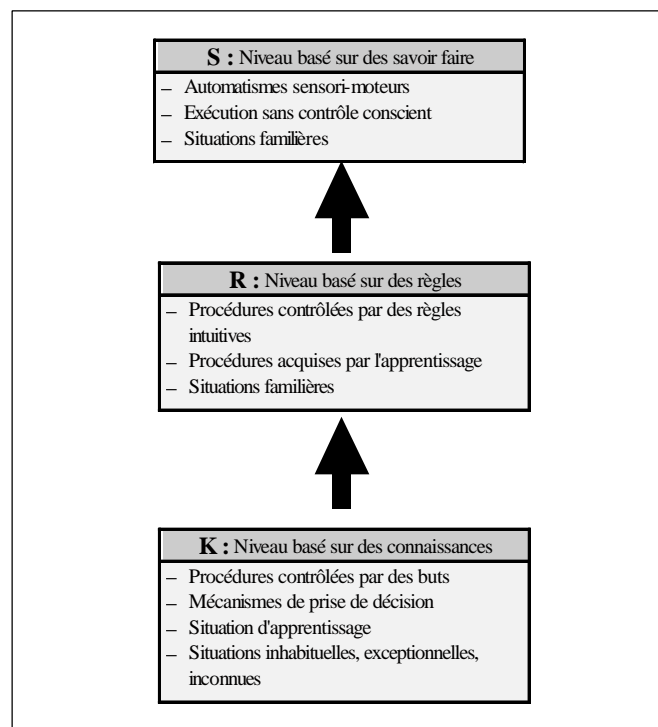 S : Niveau basé sur des savoir faire
– Automatismes sensori-moteurs
– Exécution sans contrôle conscient
– Situations familières
R : Niveau basé sur des règles
– Procédures contrôlées par des règles
intuitives
– Procédures acquises par l'apprentissage
– Situations familières
K : Niveau basé sur des connaissances
– Procédures contrôlées par des buts
– Mécanismes de prise de décision
– Situation d'apprentissage
– Situations inhabituelles, exceptionnelles,
inconnues